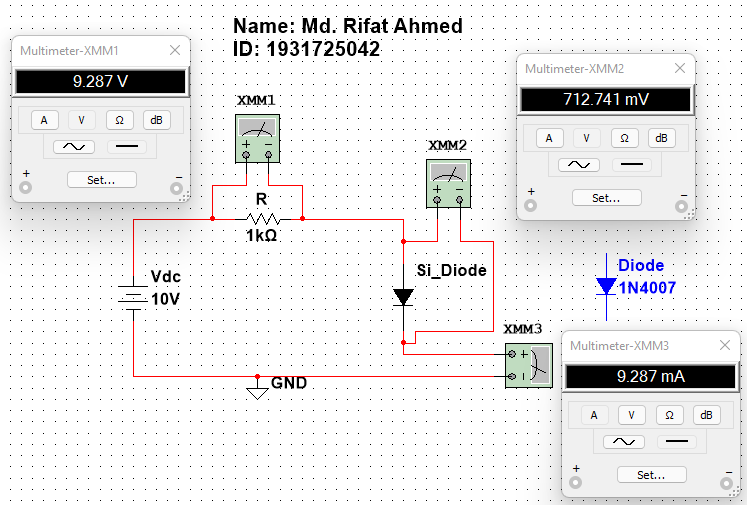 Name: Md. Rifat Ahmed
ID: 1931725042
Multimeter-XMM1
9.287 V
A V Ω dB
+ Set... −
Multimeter-XMM2
712.741 mV
A V Ω dB
+ Set... −
XMM1
+ −
XMM2
+ −
R
1kΩ
Vdc
10V
Si_Diode
Diode
1N4007
XMM3
+
−
GND
Multimeter-XMM3
9.287 mA
A V Ω dB
+ Set... −